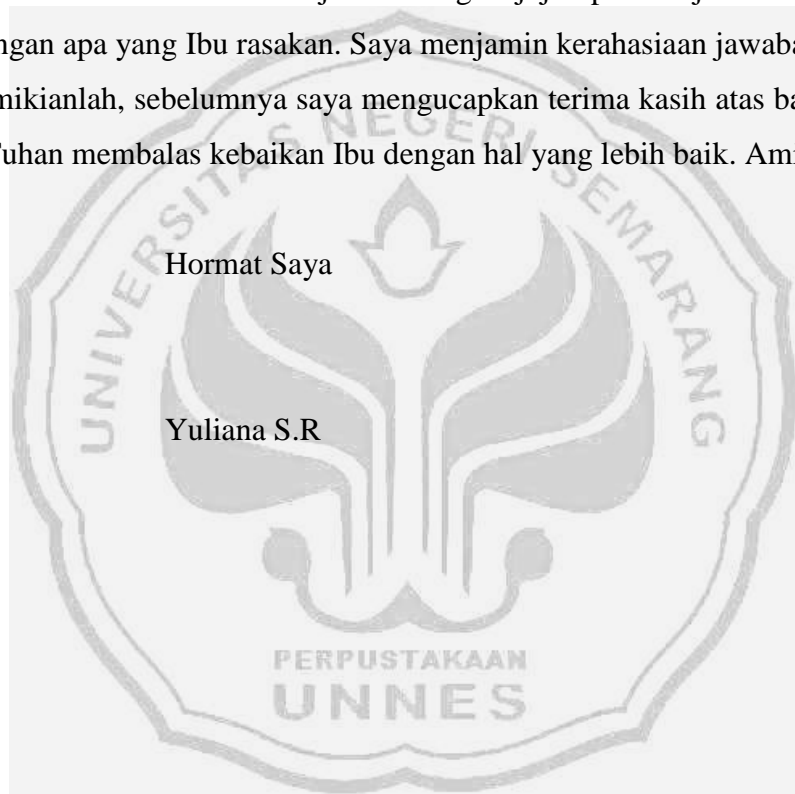 ngan apa yang Ibu rasakan. Saya menjamin kerahasiaan jawaba
mikianlah, sebelumnya saya mengucapkan terima kasih atas ba
Tuhan membalas kebaikan Ibu dengan hal yang lebih baik. Ami
Hormat Saya
Yuliana S.R
UNIVERSITAS NEGERI SEMARANG
PERPUSTAKAAN
UNNES